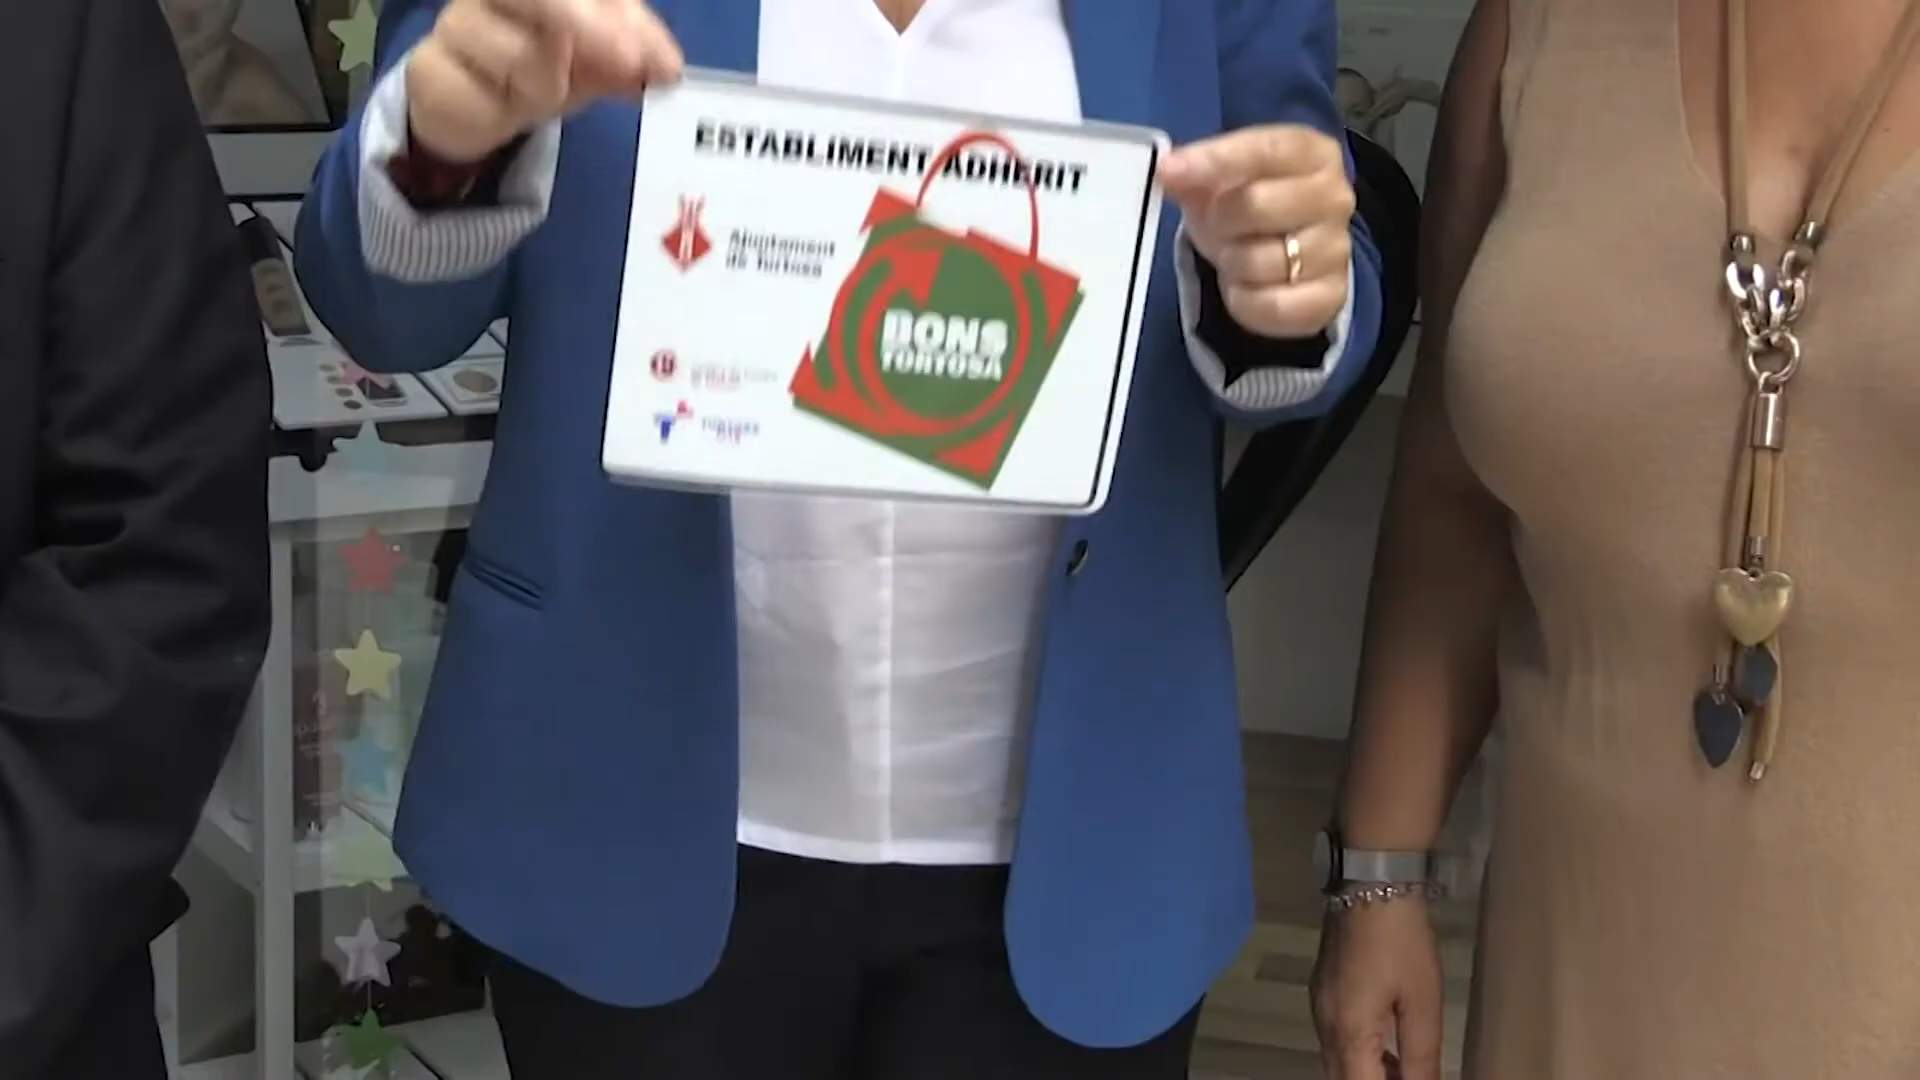 ESTABLIMENT ADHERIT
Ajuntament
de Tortosa
BONS
TORTOSA